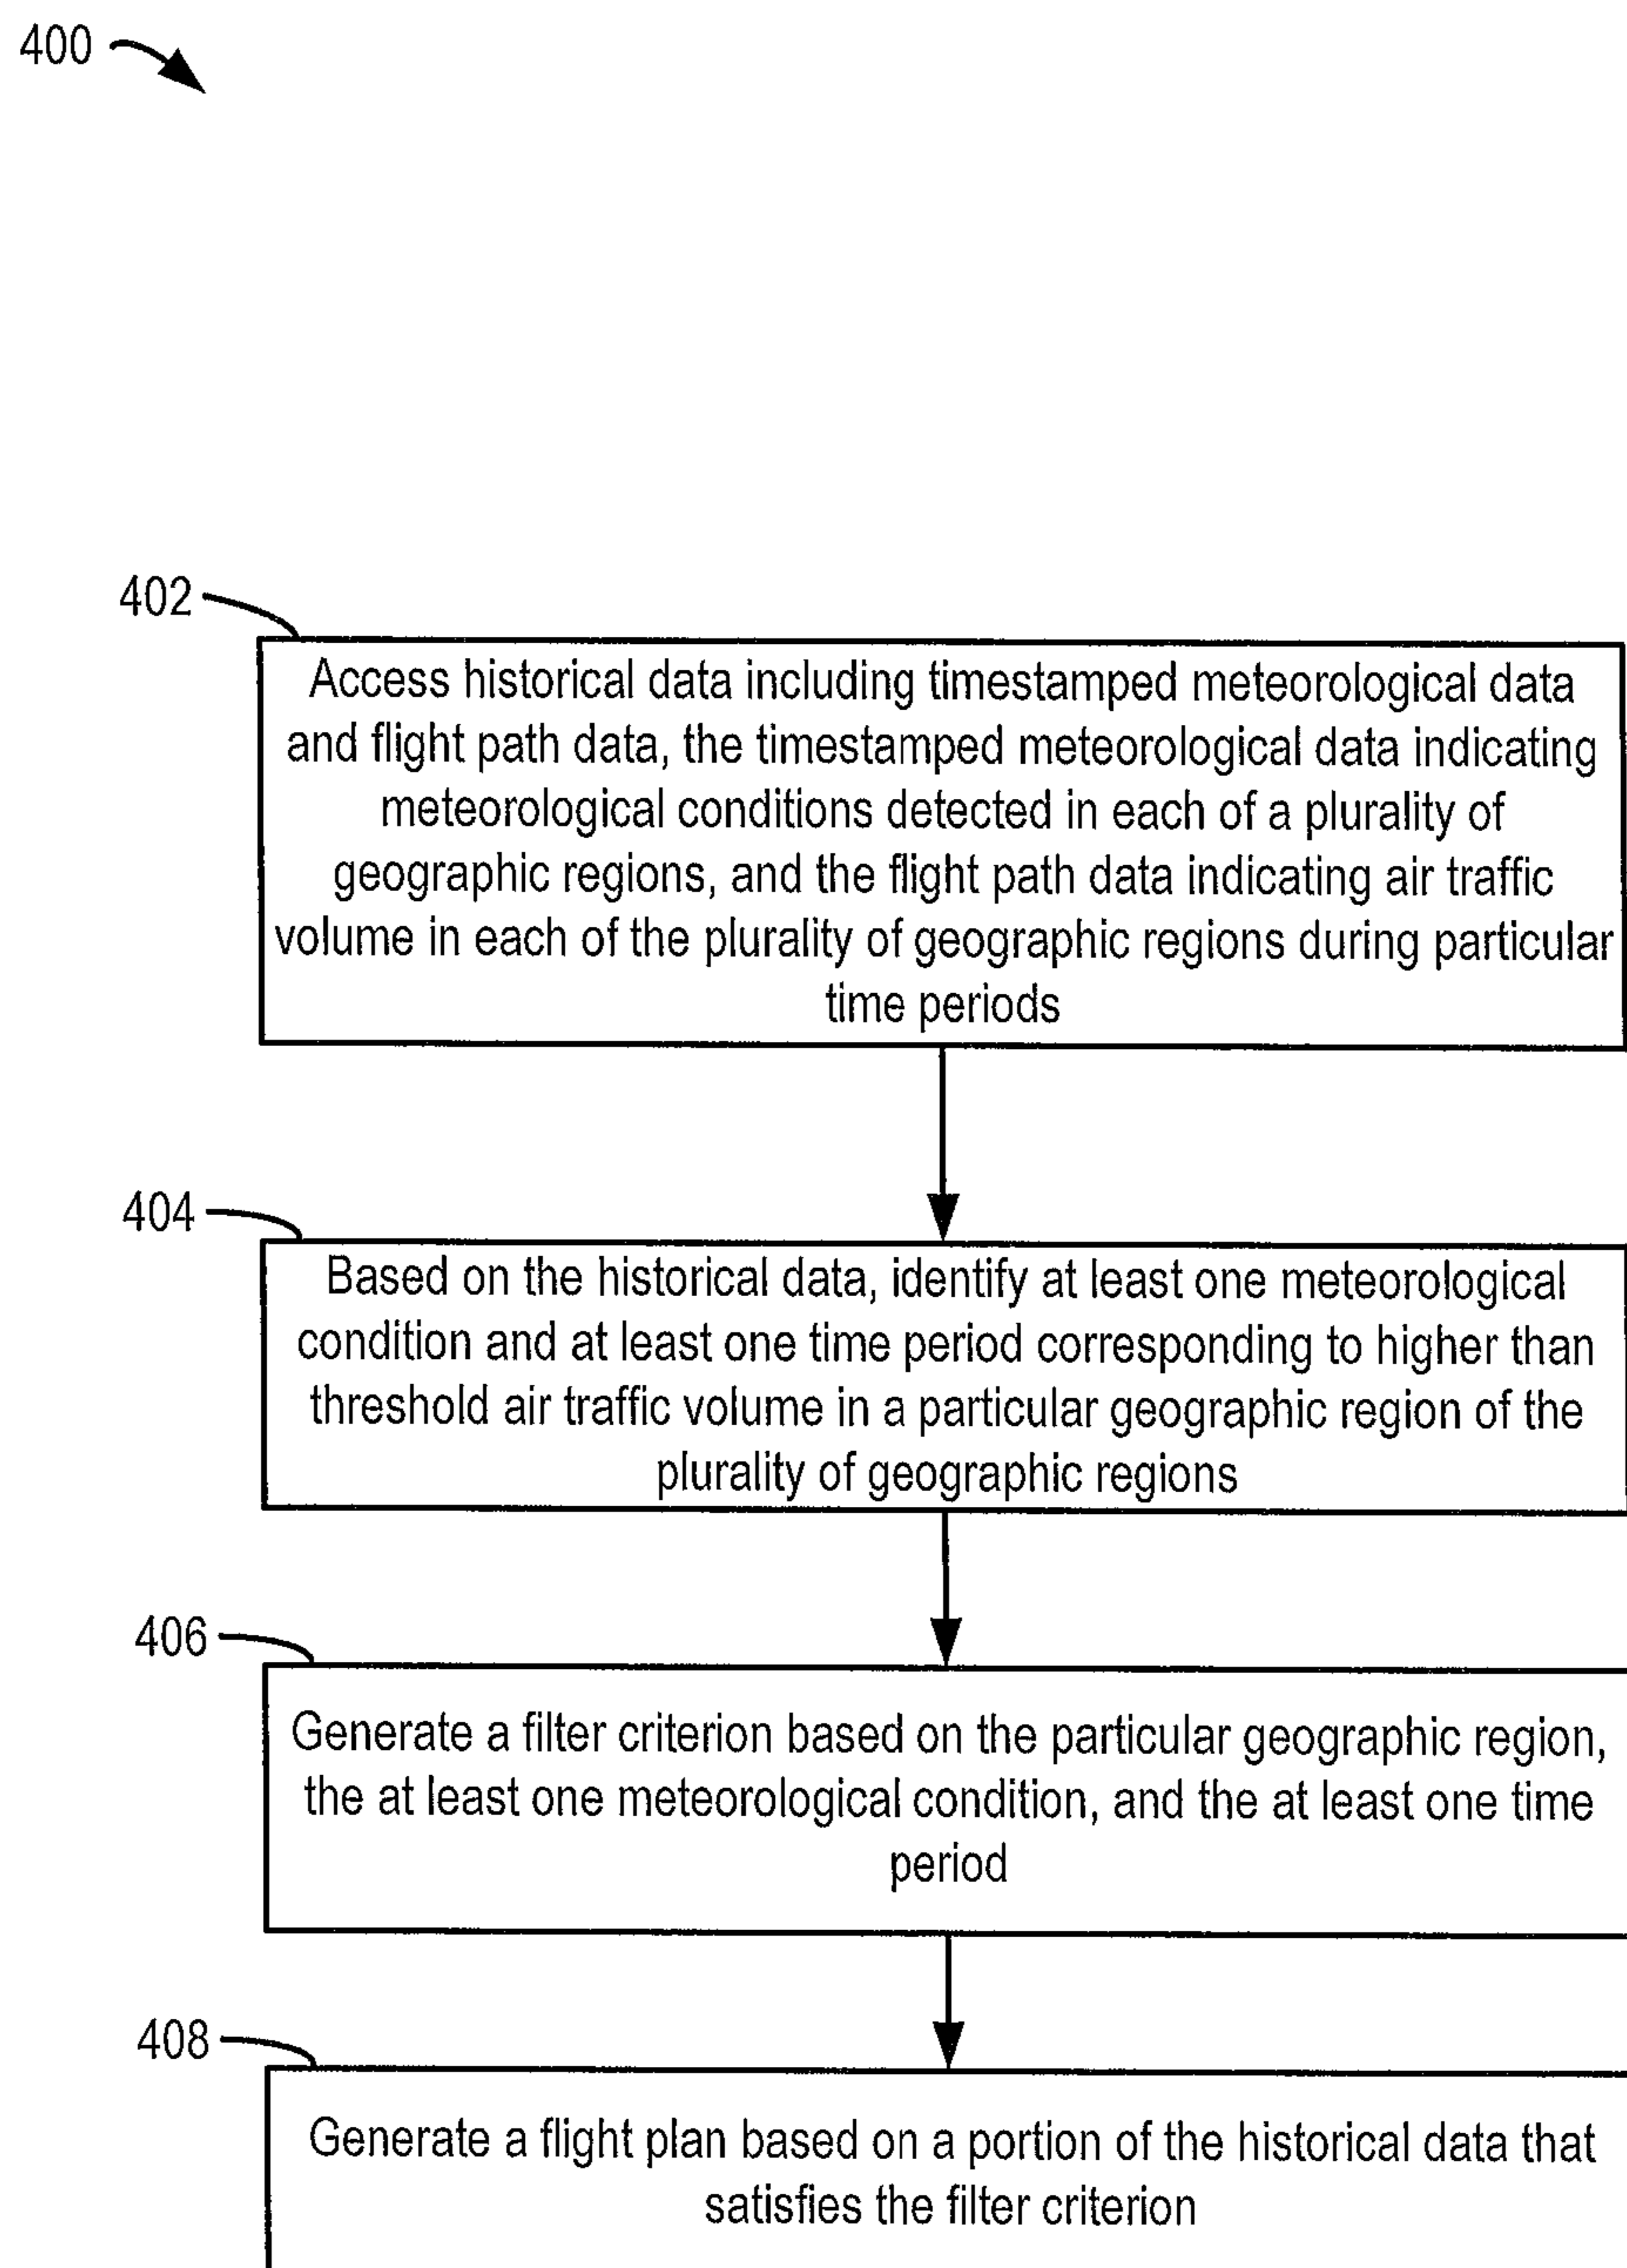 400
402
Access historical data including timestamped meteorological data
and flight path data, the timestamped meteorological data indicating
meteorological conditions detected in each of a plurality of
geographic regions, and the flight path data indicating air traffic
volume in each of the plurality of geographic regions during particular
time periods
404
Based on the historical data, identify at least one meteorological
condition and at least one time period corresponding to higher than
threshold air traffic volume in a particular geographic region of the
plurality of geographic regions
406
Generate a filter criterion based on the particular geographic region,
the at least one meteorological condition, and the at least one time
period
408
Generate a flight plan based on a portion of the historical data that
satisfies the filter criterion